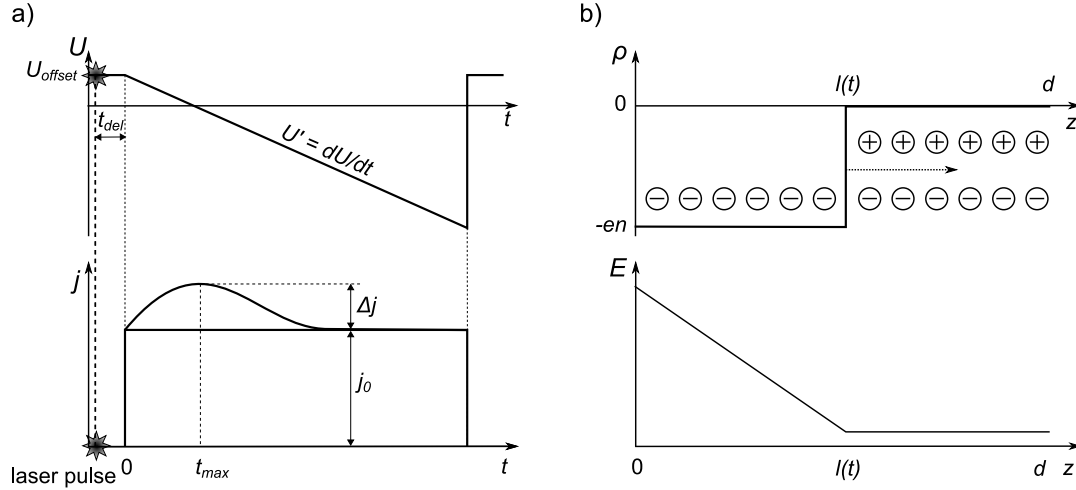 a)
U
U_offset
t_del
t
U' = dU/dt
j
Δj
j_0
laser pulse
0
t_max
t
b)
ρ
l(t)
d
0
z
-en
E
0
l(t)
d
z